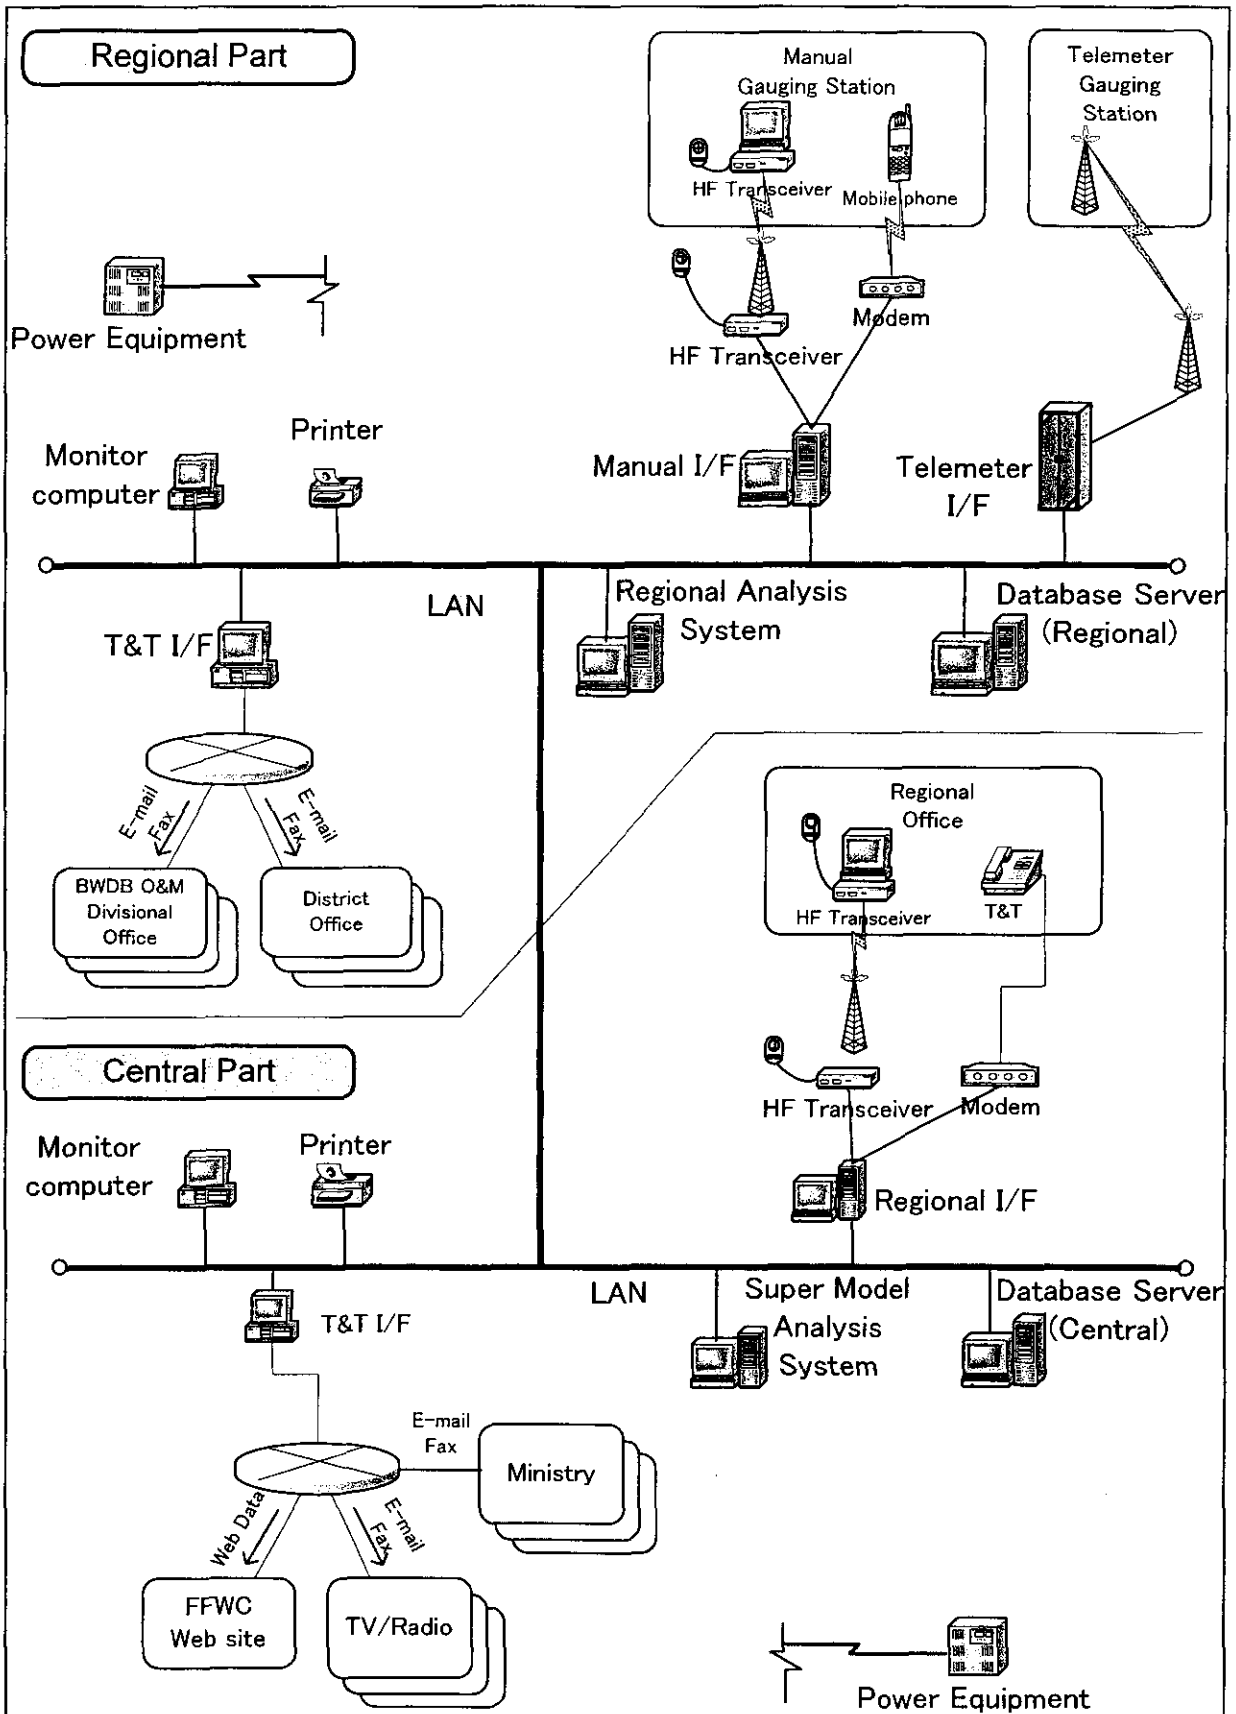 Regional Part
Manual
Gauging Station
HF Transceiver
Mobile phone
Telemeter
Gauging
Station
Power Equipment
HF Transceiver
Modem
Monitor
computer
Printer
Manual I/F
Telemeter
I/F
LAN
T&T I/F
Regional Analysis
System
Database Server
(Regional)
E-mail
Fax
E-mail
Fax
BWDB O&M
Divisional
Office
District
Office
Regional
Office
HF Transceiver
T&T
HF Transceiver
Modem
Regional I/F
Central Part
Monitor
computer
Printer
LAN
T&T I/F
Super Model
Analysis
System
Database Server
(Central)
E-mail
Fax
Ministry
Web Data
E-mail
Fax
FFWC
Web site
TV/Radio
Power Equipment